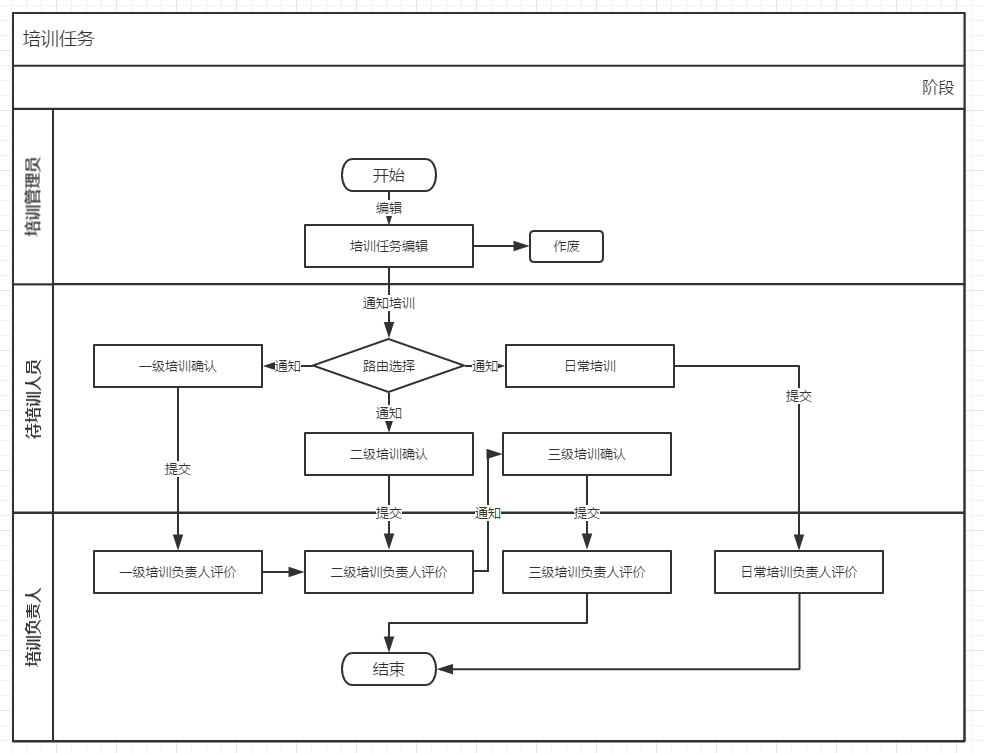 培训任务
阶段
培训管理员
开始
编辑
培训任务编辑
作废
通知培训
待培训人员
一级培训确认
通知
路由选择
通知
日常培训
提交
通知
二级培训确认
三级培训确认
提交
提交
通知
提交
培训负责人
一级培训负责人评价
二级培训负责人评价
三级培训负责人评价
日常培训负责人评价
结束